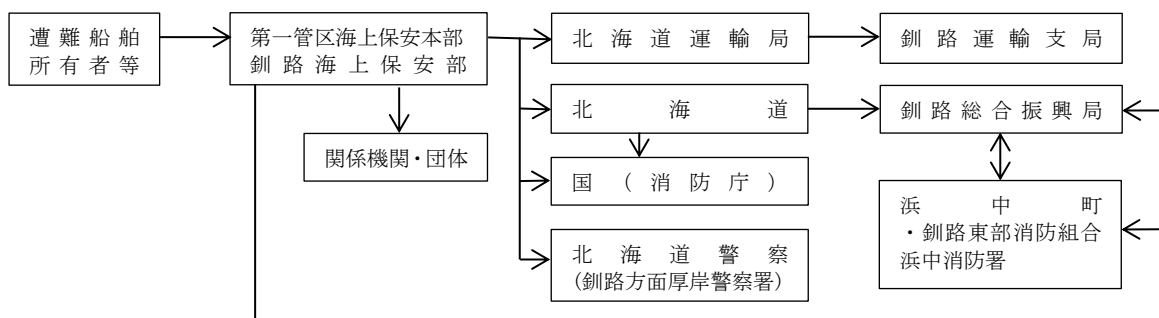 遭難船舶
所有者等
第一管区海上保安本部
釧路海上保安部
関係機関・団体
北海道運輸局
釧路運輸支局
北海道
釧路総合振興局
国(消防庁)
浜中町
・釧路東部消防組合
浜中消防署
北海道警察
(釧路方面厚岸警察署)